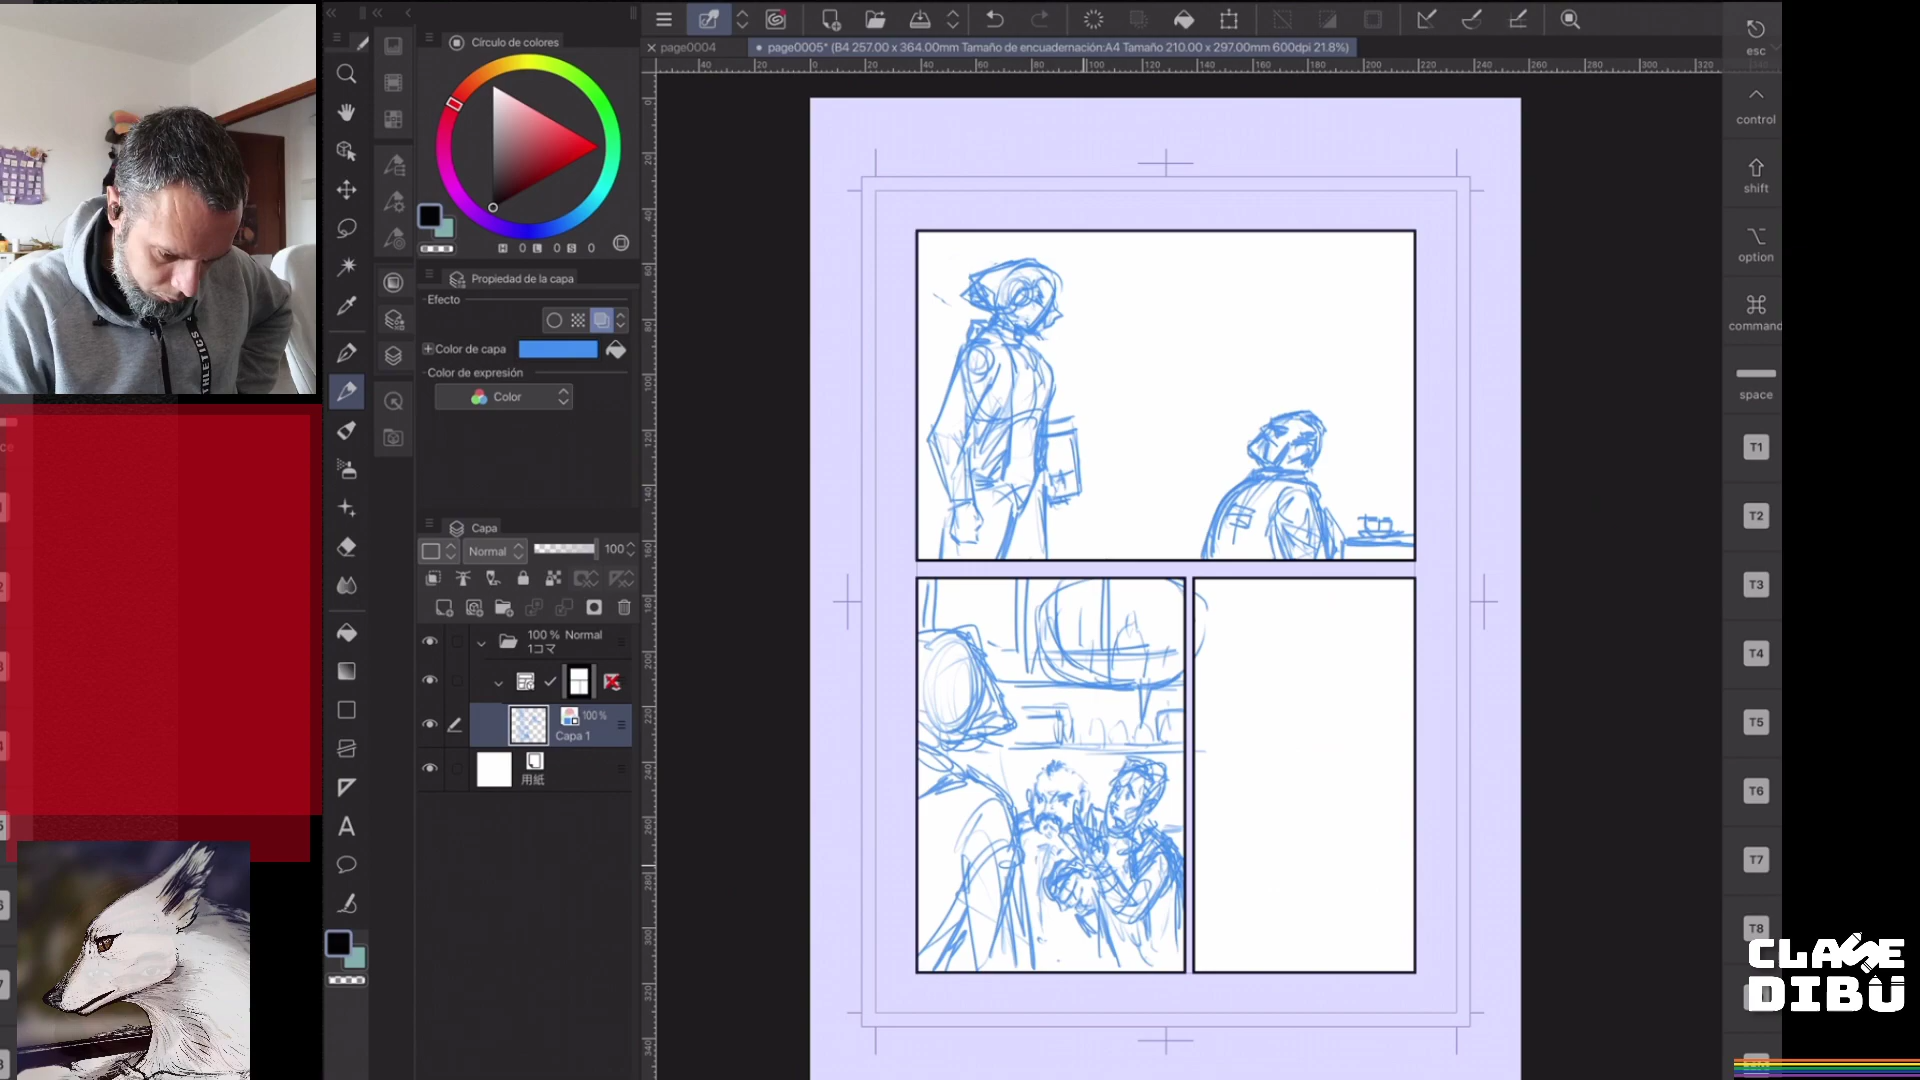 page0004
page0005* (B4 257.00 x 364.00mm Tamaño de encuadernación:A4 Tamaño 210.00 x 297.00mm 600dpi 21.8%)
Círculo de colores
H 0 L 0 S 0
Propiedad de la capa
Efecto
Color de capa
Color de expresión
Color
Capa
Normal
100
100 % Normal
1コマ
100 %
Capa 1
用紙
esc
control
shift
option
command
space
T1
T2
T3
T4
T5
T6
T7
T8
CLASE
DIBU